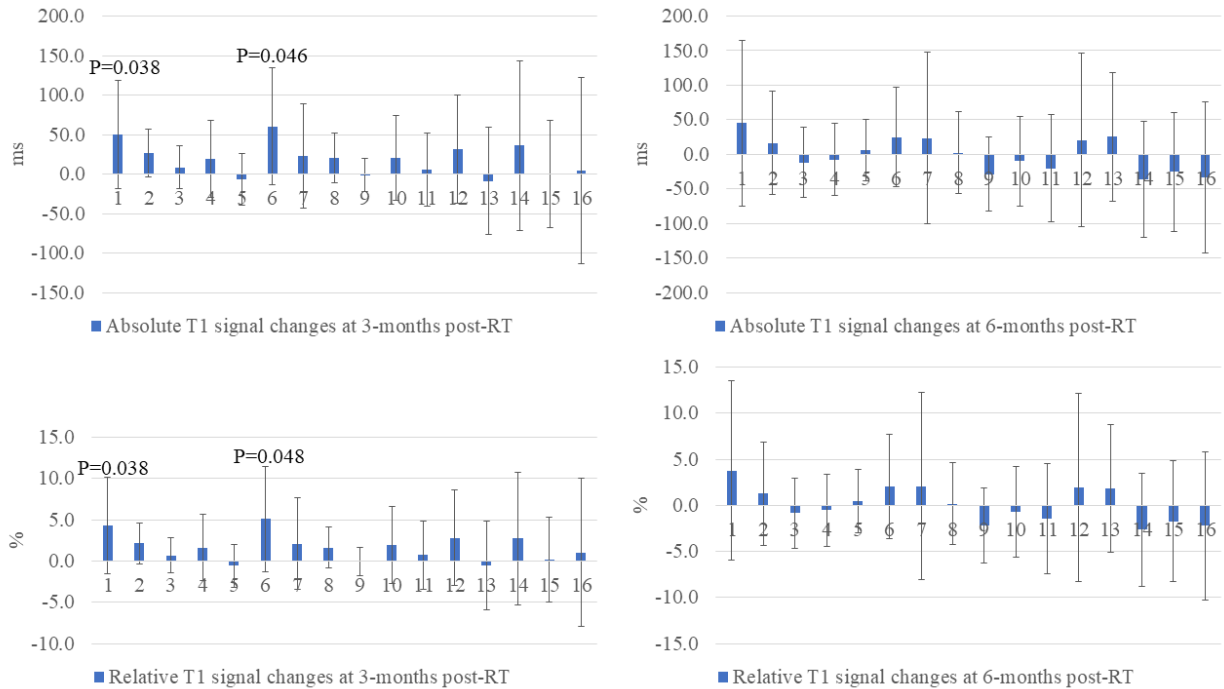 200.0
150.0
100.0
50.0
0.0
-50.0
-100.0
-150.0
ms
P=0.038
P=0.046
1 2 3 4 5 6 7 8 9 10 11 12 13 14 15 16
Absolute T1 signal changes at 3-months post-RT
200.0
150.0
100.0
50.0
0.0
-50.0
-100.0
-150.0
-200.0
ms
1 2 3 4 5 6 7 8 9 10 11 12 13 14 15 16
Absolute T1 signal changes at 6-months post-RT
15.0
10.0
5.0
0.0
-5.0
-10.0
%
P=0.038
P=0.048
1 2 3 4 5 6 7 8 9 10 11 12 13 14 15 16
Relative T1 signal changes at 3-months post-RT
15.0
10.0
5.0
0.0
-5.0
-10.0
-15.0
%
1 2 3 4 5 6 7 8 9 10 11 12 13 14 15 16
Relative T1 signal changes at 6-months post-RT